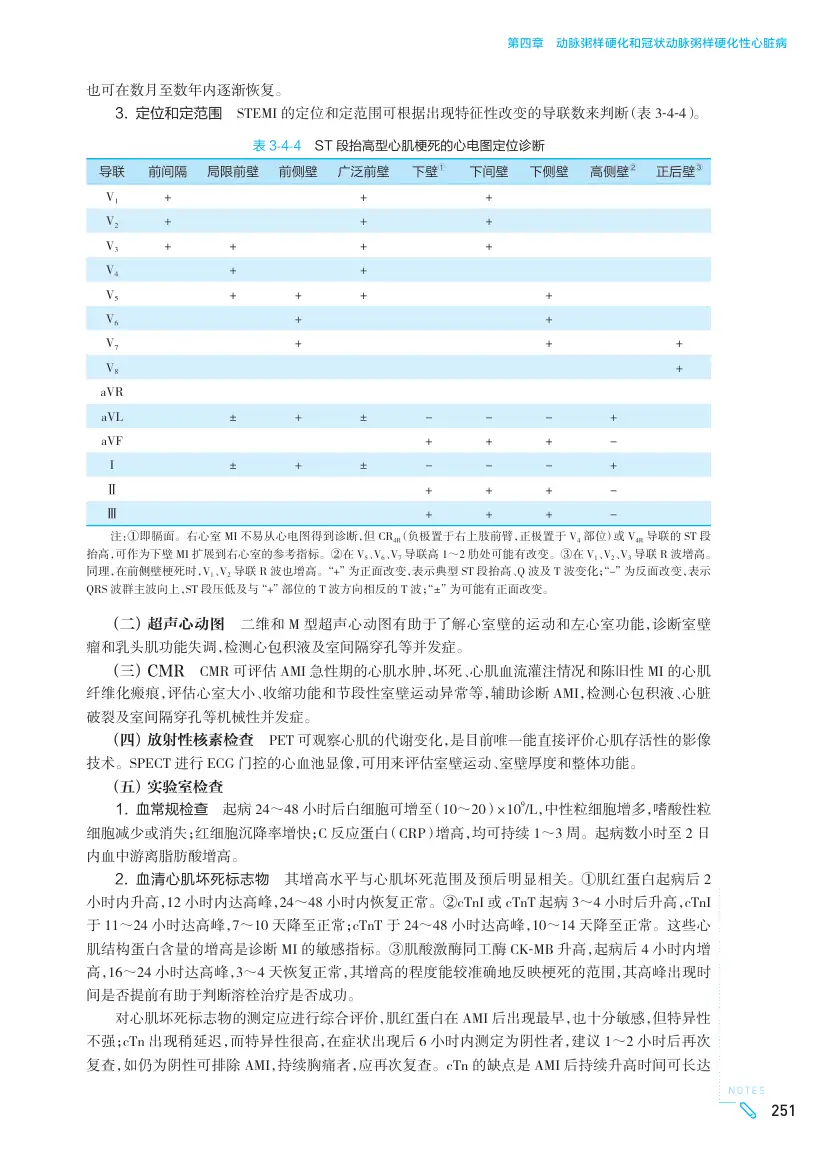 第四章 动脉粥样硬化和冠状动脉粥样硬化性心脏病
也可在数月至数年内逐渐恢复。
3. 定位和定范围 STEMI 的定位和定范围可根据出现特征性改变的导联数来判断(表 3-4-4)。
表 3-4-4 ST 段抬高型心肌梗死的心电图定位诊断
导联 前间隔 局限前壁 前侧壁 广泛前壁 下壁① 下间壁 下侧壁 高侧壁② 正后壁③
V₁ + + +
V₂ + + +
V₃ + + + +
V₄ + +
V₅ + + + +
V₆ + +
V₇ + + +
V₈ +
aVR
aVL ± + ± − − − +
aVF + + + −
Ⅰ ± + ± − − − +
Ⅱ + + + −
Ⅲ + + + −
注:①即膈面。右心室 MI 不易从心电图得到诊断,但 CR₄R(负极置于右上肢前臂,正极置于 V₄ 部位)或 V₄R 导联的 ST 段
抬高,可作为下壁 MI 扩展到右心室的参考指标。②在 V₅、V₆、V₇ 导联高 1～2 肋处可能有改变。③在 V₁、V₂、V₃ 导联 R 波增高。
同理,在前侧壁梗死时,V₁、V₂ 导联 R 波也增高。“+”为正面改变,表示典型 ST 段抬高、Q 波及 T 波变化;“−”为反面改变,表示
QRS 波群主波向上,ST 段压低及与“+”部位的 T 波方向相反的 T 波;“±”为可能有正面改变。
(二)超声心动图 二维和 M 型超声心动图有助于了解心室壁的运动和左心室功能,诊断室壁
瘤和乳头肌功能失调,检测心包积液及室间隔穿孔等并发症。
(三)CMR CMR 可评估 AMI 急性期的心肌水肿,坏死、心肌血流灌注情况和陈旧性 MI 的心肌
纤维化瘢痕,评估心室大小、收缩功能和节段性室壁运动异常等,辅助诊断 AMI,检测心包积液、心脏
破裂及室间隔穿孔等机械性并发症。
(四)放射性核素检查 PET 可观察心肌的代谢变化,是目前唯一能直接评价心肌存活性的影像
技术。SPECT 进行 ECG 门控的心血池显像,可用来评估室壁运动、室壁厚度和整体功能。
(五)实验室检查
1. 血常规检查 起病 24～48 小时后白细胞可增至(10～20)×10⁹/L,中性粒细胞增多,嗜酸性粒
细胞减少或消失;红细胞沉降率增快;C 反应蛋白(CRP)增高,均可持续 1～3 周。起病数小时至 2 日
内血中游离脂肪酸增高。
2. 血清心肌坏死标志物 其增高水平与心肌坏死范围及预后明显相关。①肌红蛋白起病后 2
小时内升高,12 小时内达高峰,24～48 小时内恢复正常。②cTnI 或 cTnT 起病 3～4 小时后升高,cTnI
于 11～24 小时达高峰,7～10 天降至正常;cTnT 于 24～48 小时达高峰,10～14 天降至正常。这些心
肌结构蛋白含量的增高是诊断 MI 的敏感指标。③肌酸激酶同工酶 CK-MB 升高,起病后 4 小时内增
高,16～24 小时达高峰,3～4 天恢复正常,其增高的程度能较准确地反映梗死的范围,其高峰出现时
间是否提前有助于判断溶栓治疗是否成功。
对心肌坏死标志物的测定应进行综合评价,肌红蛋白在 AMI 后出现最早,也十分敏感,但特异性
不强;cTn 出现稍延迟,而特异性很高,在症状出现后 6 小时内测定为阴性者,建议 1～2 小时后再次
复查,如仍为阴性可排除 AMI,持续胸痛者,应再次复查。cTn 的缺点是 AMI 后持续升高时间可长达
NOTES
251